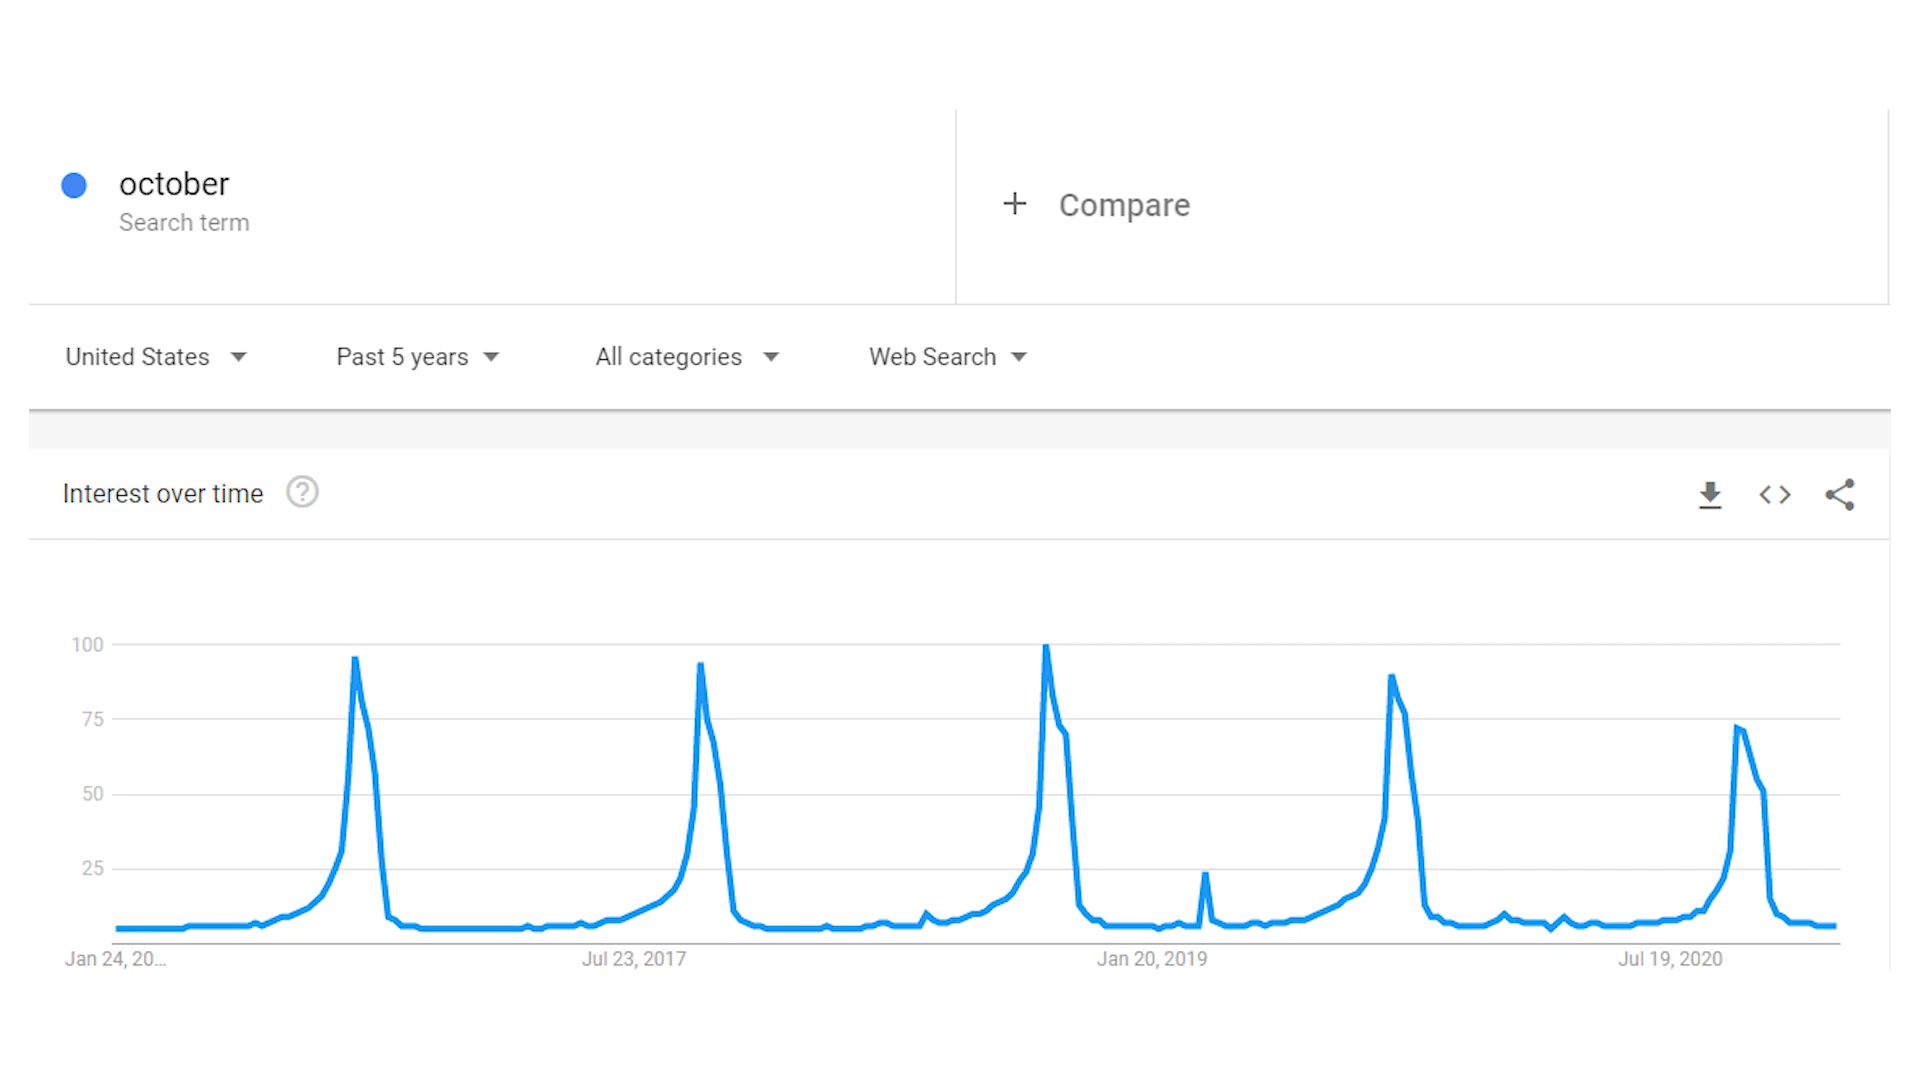 october
Search term
+ Compare
United States
Past 5 years
All categories
Web Search
Interest over time ?
100
75
50
25
Jan 24, 20...
Jul 23, 2017
Jan 20, 2019
Jul 19, 2020